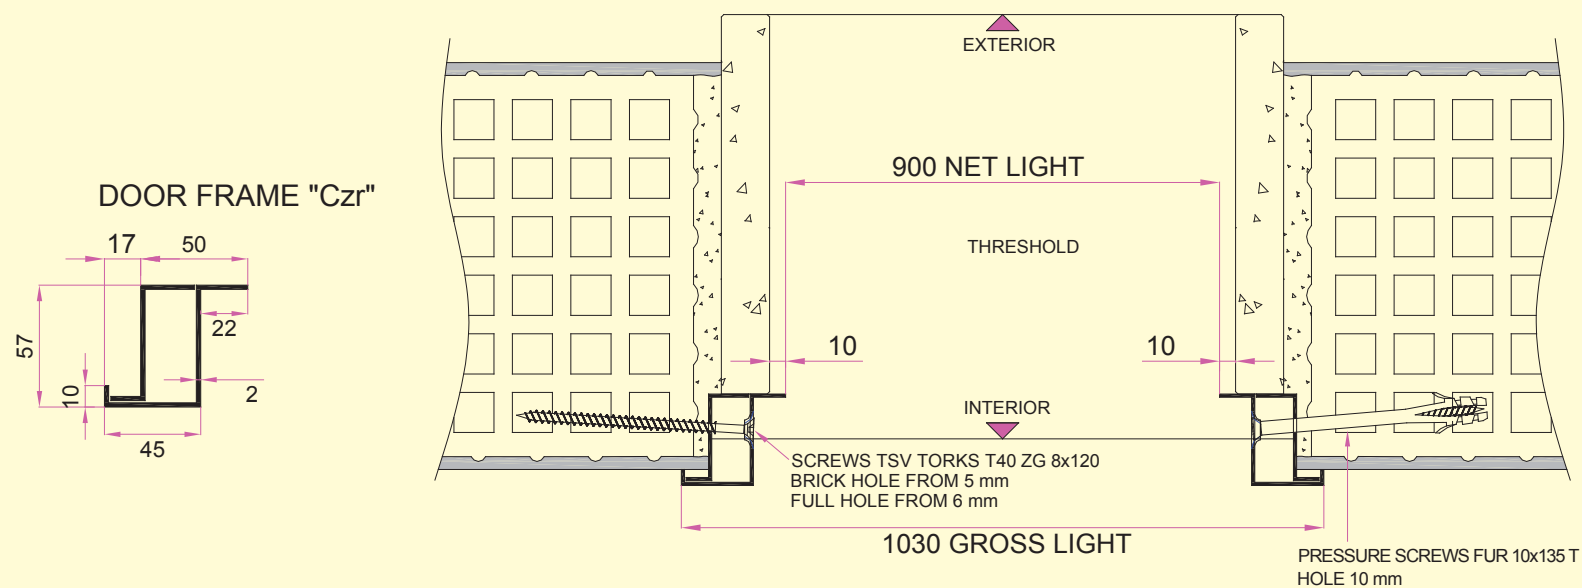 EXTERIOR
900 NET LIGHT
DOOR FRAME "Czr"
17
50
THRESHOLD
22
57
10
10
2
10
45
INTERIOR
SCREWS TSV TORKS T40 ZG 8x120
BRICK HOLE FROM 5 mm
FULL HOLE FROM 6 mm
1030 GROSS LIGHT
PRESSURE SCREWS FUR 10x135 T
HOLE 10 mm